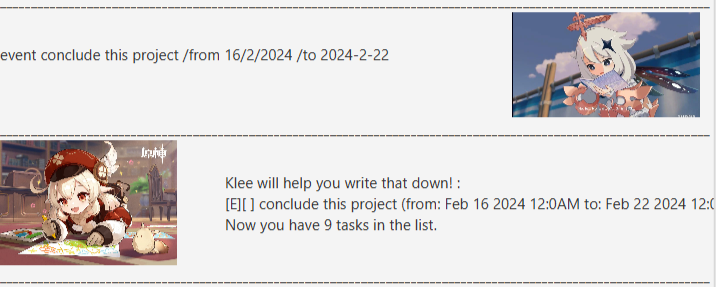 event conclude this project /from 16/2/2024 /to 2024-2-22
Klee will help you write that down! :
[E][ ] conclude this project (from: Feb 16 2024 12:0AM to: Feb 22 2024 12:0
Now you have 9 tasks in the list.